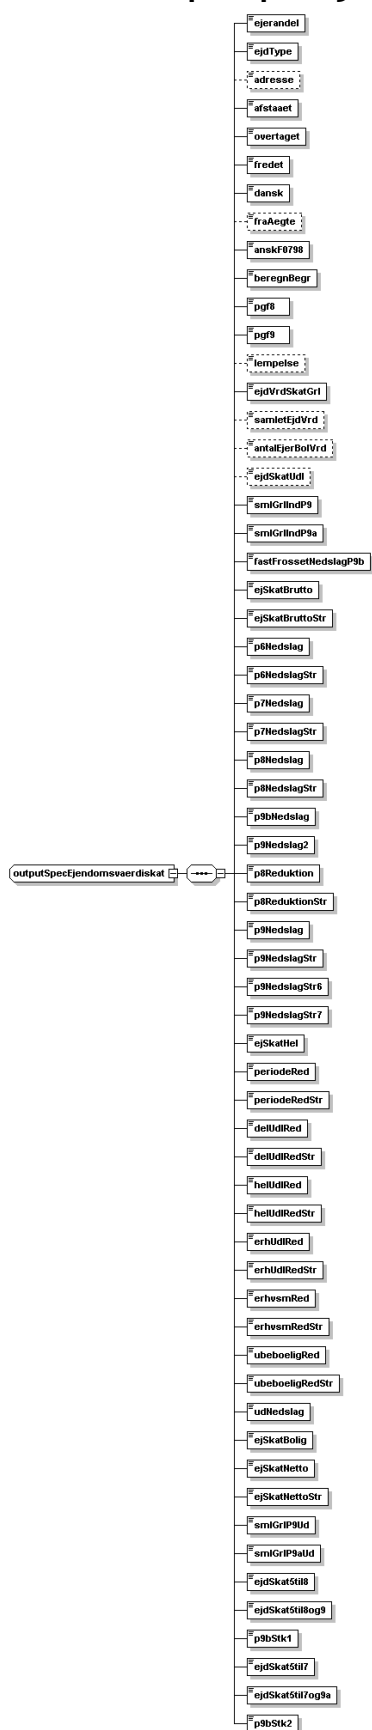 ejerandel
ejdType
adresse
afstaaet
overtaget
fredet
dansk
fraAegte
anskF0798
beregnBegr
pgf8
pgf9
lempelse
ejdVrdSkatGrl
samletEjdVrd
antalEjerBolVrd
ejdSkatUdl
smlGrlIndP9
smlGrlIndP9a
fastFrossetNedslagP9b
ejSkatBrutto
ejSkatBruttoStr
p6Nedslag
p6NedslagStr
p7Nedslag
p7NedslagStr
p8Nedslag
p8NedslagStr
p9bNedslag
p9Nedslag2
outputSpecEjendomsvaerdiskat
p8Reduktion
p8ReduktionStr
p9Nedslag
p9NedslagStr
p9NedslagStr6
p9NedslagStr7
ejSkatHel
periodeRed
periodeRedStr
delUdlRed
delUdlRedStr
helUdlRed
helUdlRedStr
erhUdlRed
erhUdlRedStr
erhvsmRed
erhvsmRedStr
ubeboeligRed
ubeboeligRedStr
udNedslag
ejSkatBolig
ejSkatNetto
ejSkatNettoStr
smlGrlP9Ud
smlGrlP9aUd
ejdSkat5til8
ejdSkat5til8og9
p9bStk1
ejdSkat5til7
ejdSkat5til7og9a
p9bStk2